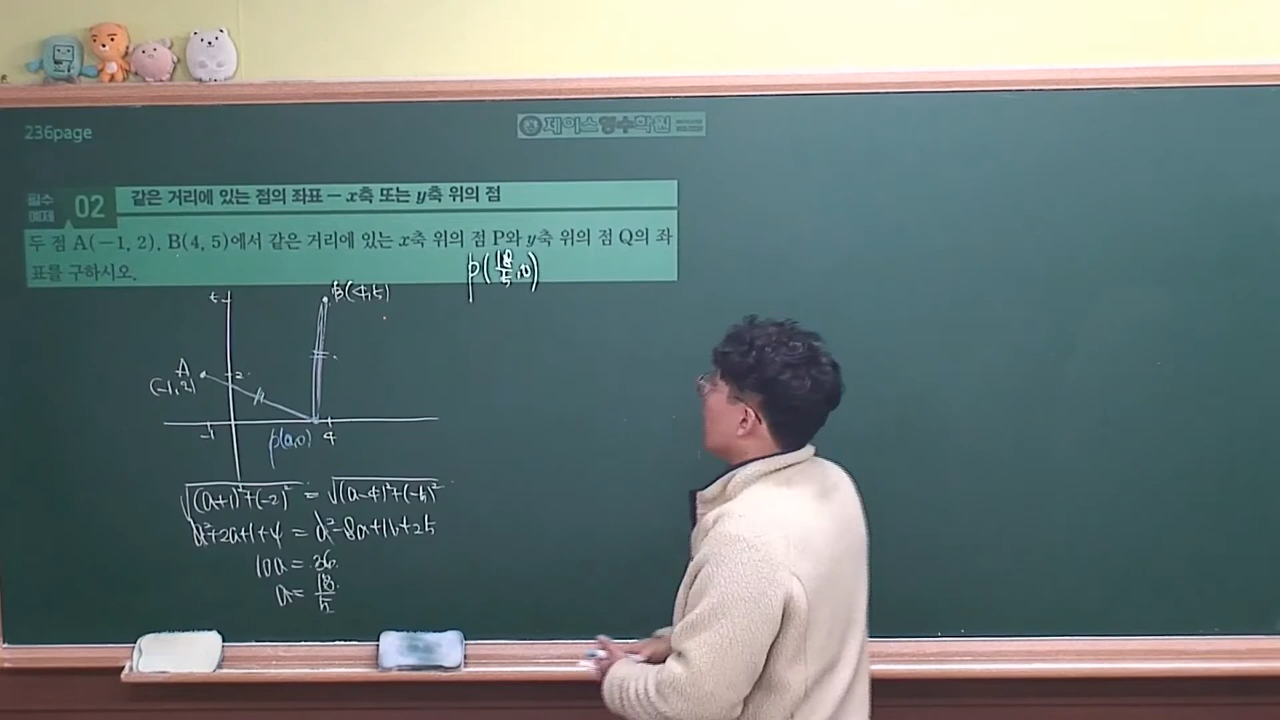 236page
제이스영수학원
필수 예제 02 같은 거리에 있는 점의 좌표 – x축 또는 y축 위의 점
두 점 A(−1, 2), B(4, 5)에서 같은 거리에 있는 x축 위의 점 P와 y축 위의 점 Q의 좌
표를 구하시오.
P(18/5, 0)
5
B(4,5)
A
(-1,2)
2
-1
P(a,0)
4
√(a+1)²+(-2)² = √(a-4)²+(-5)²
a²+2a+1+4 = a²-8a+16+25
10a = 36
a = 18/5